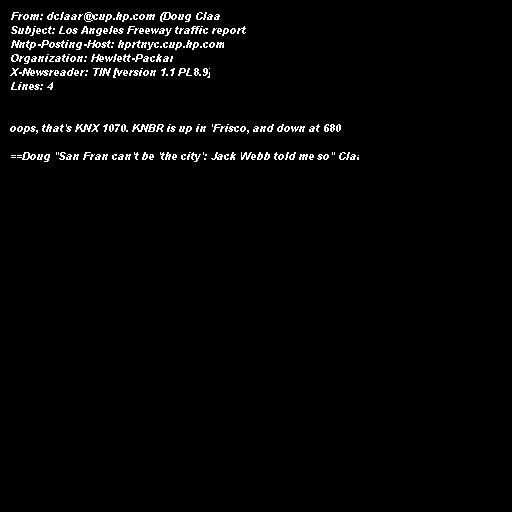 From: dclaar@cup.hp.com (Doug Claa
Subject: Los Angeles Freeway traffic report
Nntp-Posting-Host: hprtnyc.cup.hp.com
Organization: Hewlett-Packar
X-Newsreader: TIN [version 1.1 PL8.9]
Lines: 4

oops, that's KNX 1070. KNBR is up in 'Frisco, and down at 680

==Doug "San Fran can't be 'the city': Jack Webb told me so" Claa